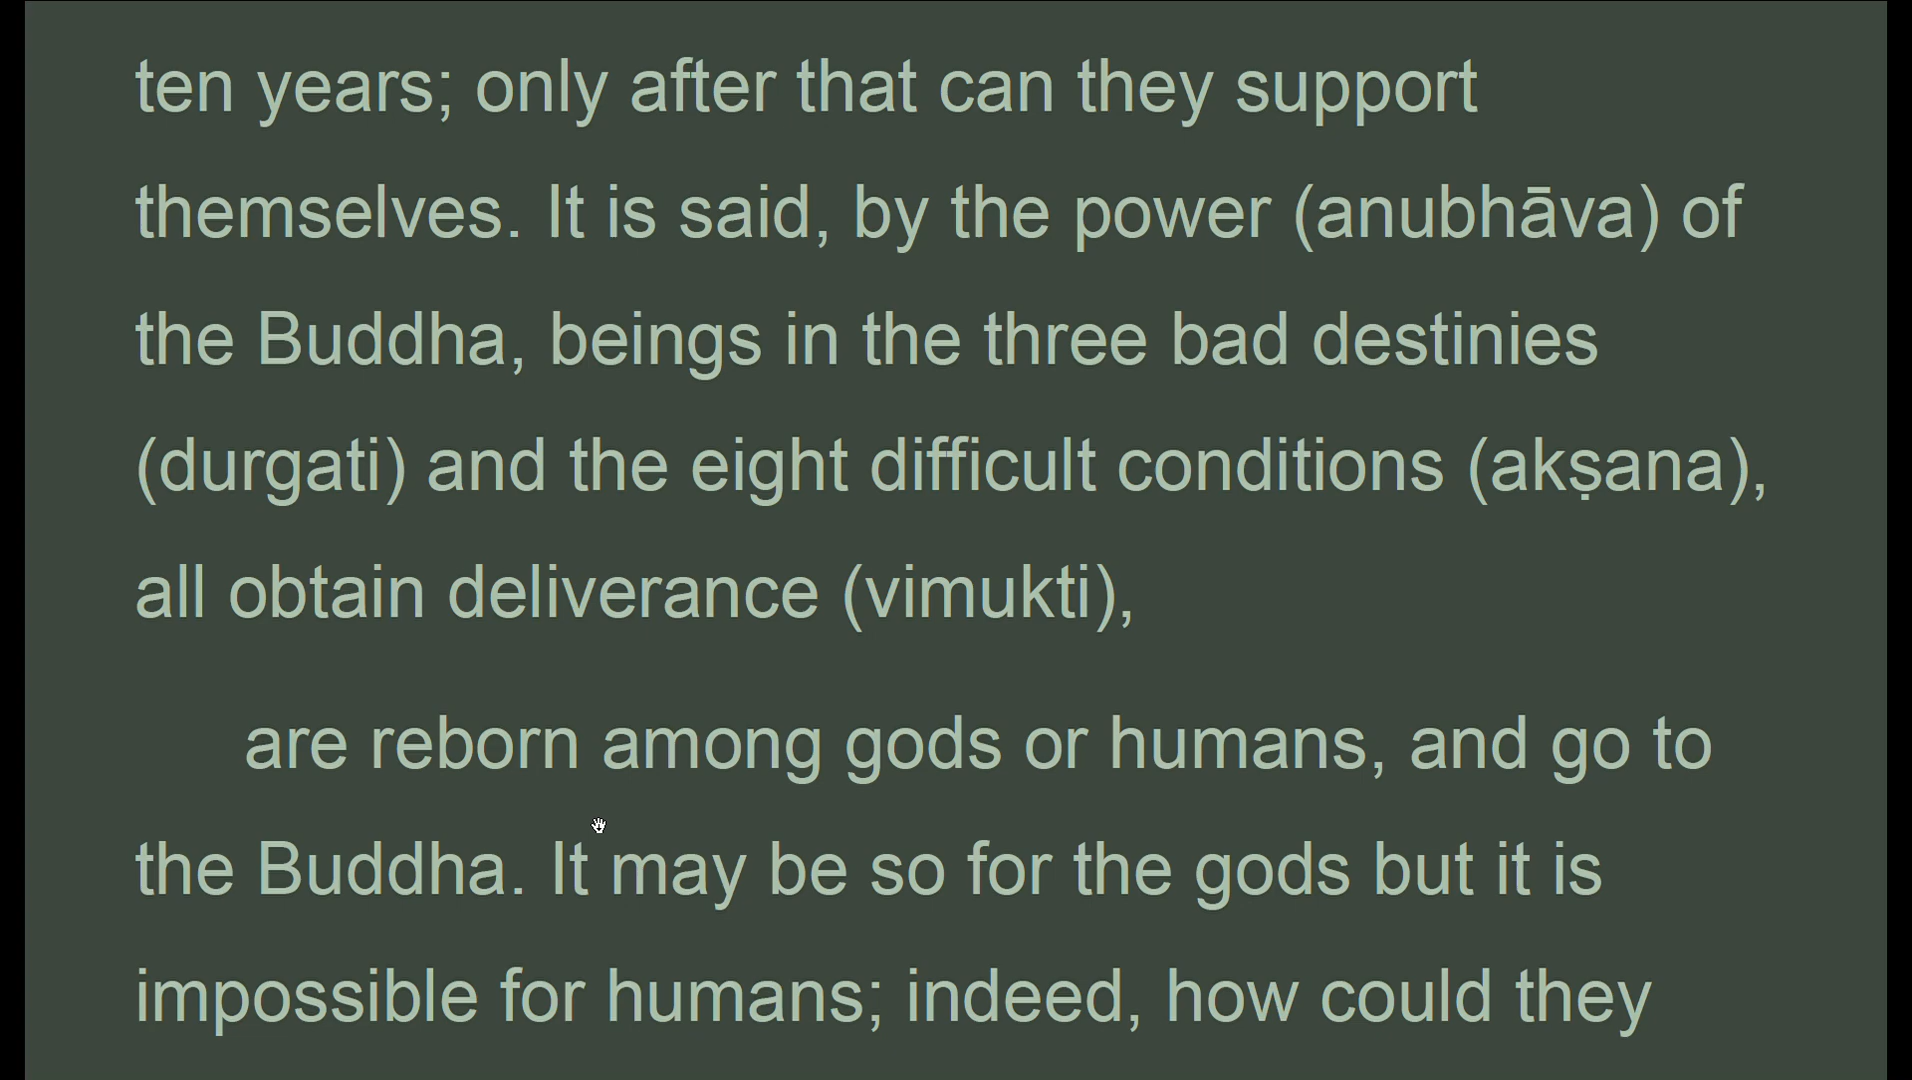 ten years; only after that can they support
themselves. It is said, by the power (anubhāva) of
the Buddha, beings in the three bad destinies
(durgati) and the eight difficult conditions (akṣana),
all obtain deliverance (vimukti),
are reborn among gods or humans, and go to
the Buddha. It may be so for the gods but it is
impossible for humans; indeed, how could they